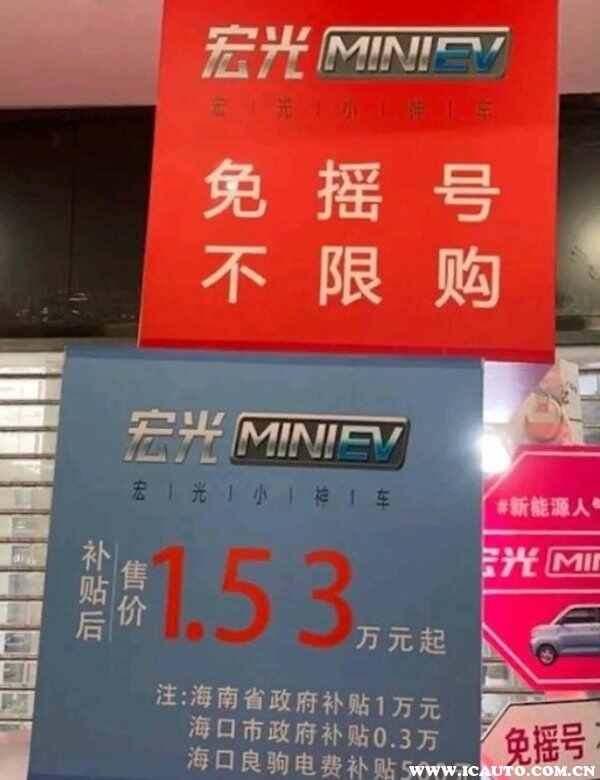 宏光 MINIEV
宏 | 光 | 小 | 神 | 车
免摇号
不限购
宏光 MINIEV
宏 | 光 | 小 | 神 | 车
补贴后 售价 1.53 万元起
注:海南省政府补贴1万元
海口市政府补贴0.3万
海口良驹电费补贴
#新能源人
宏光 MINI
免摇号
www.icauto.com.cn